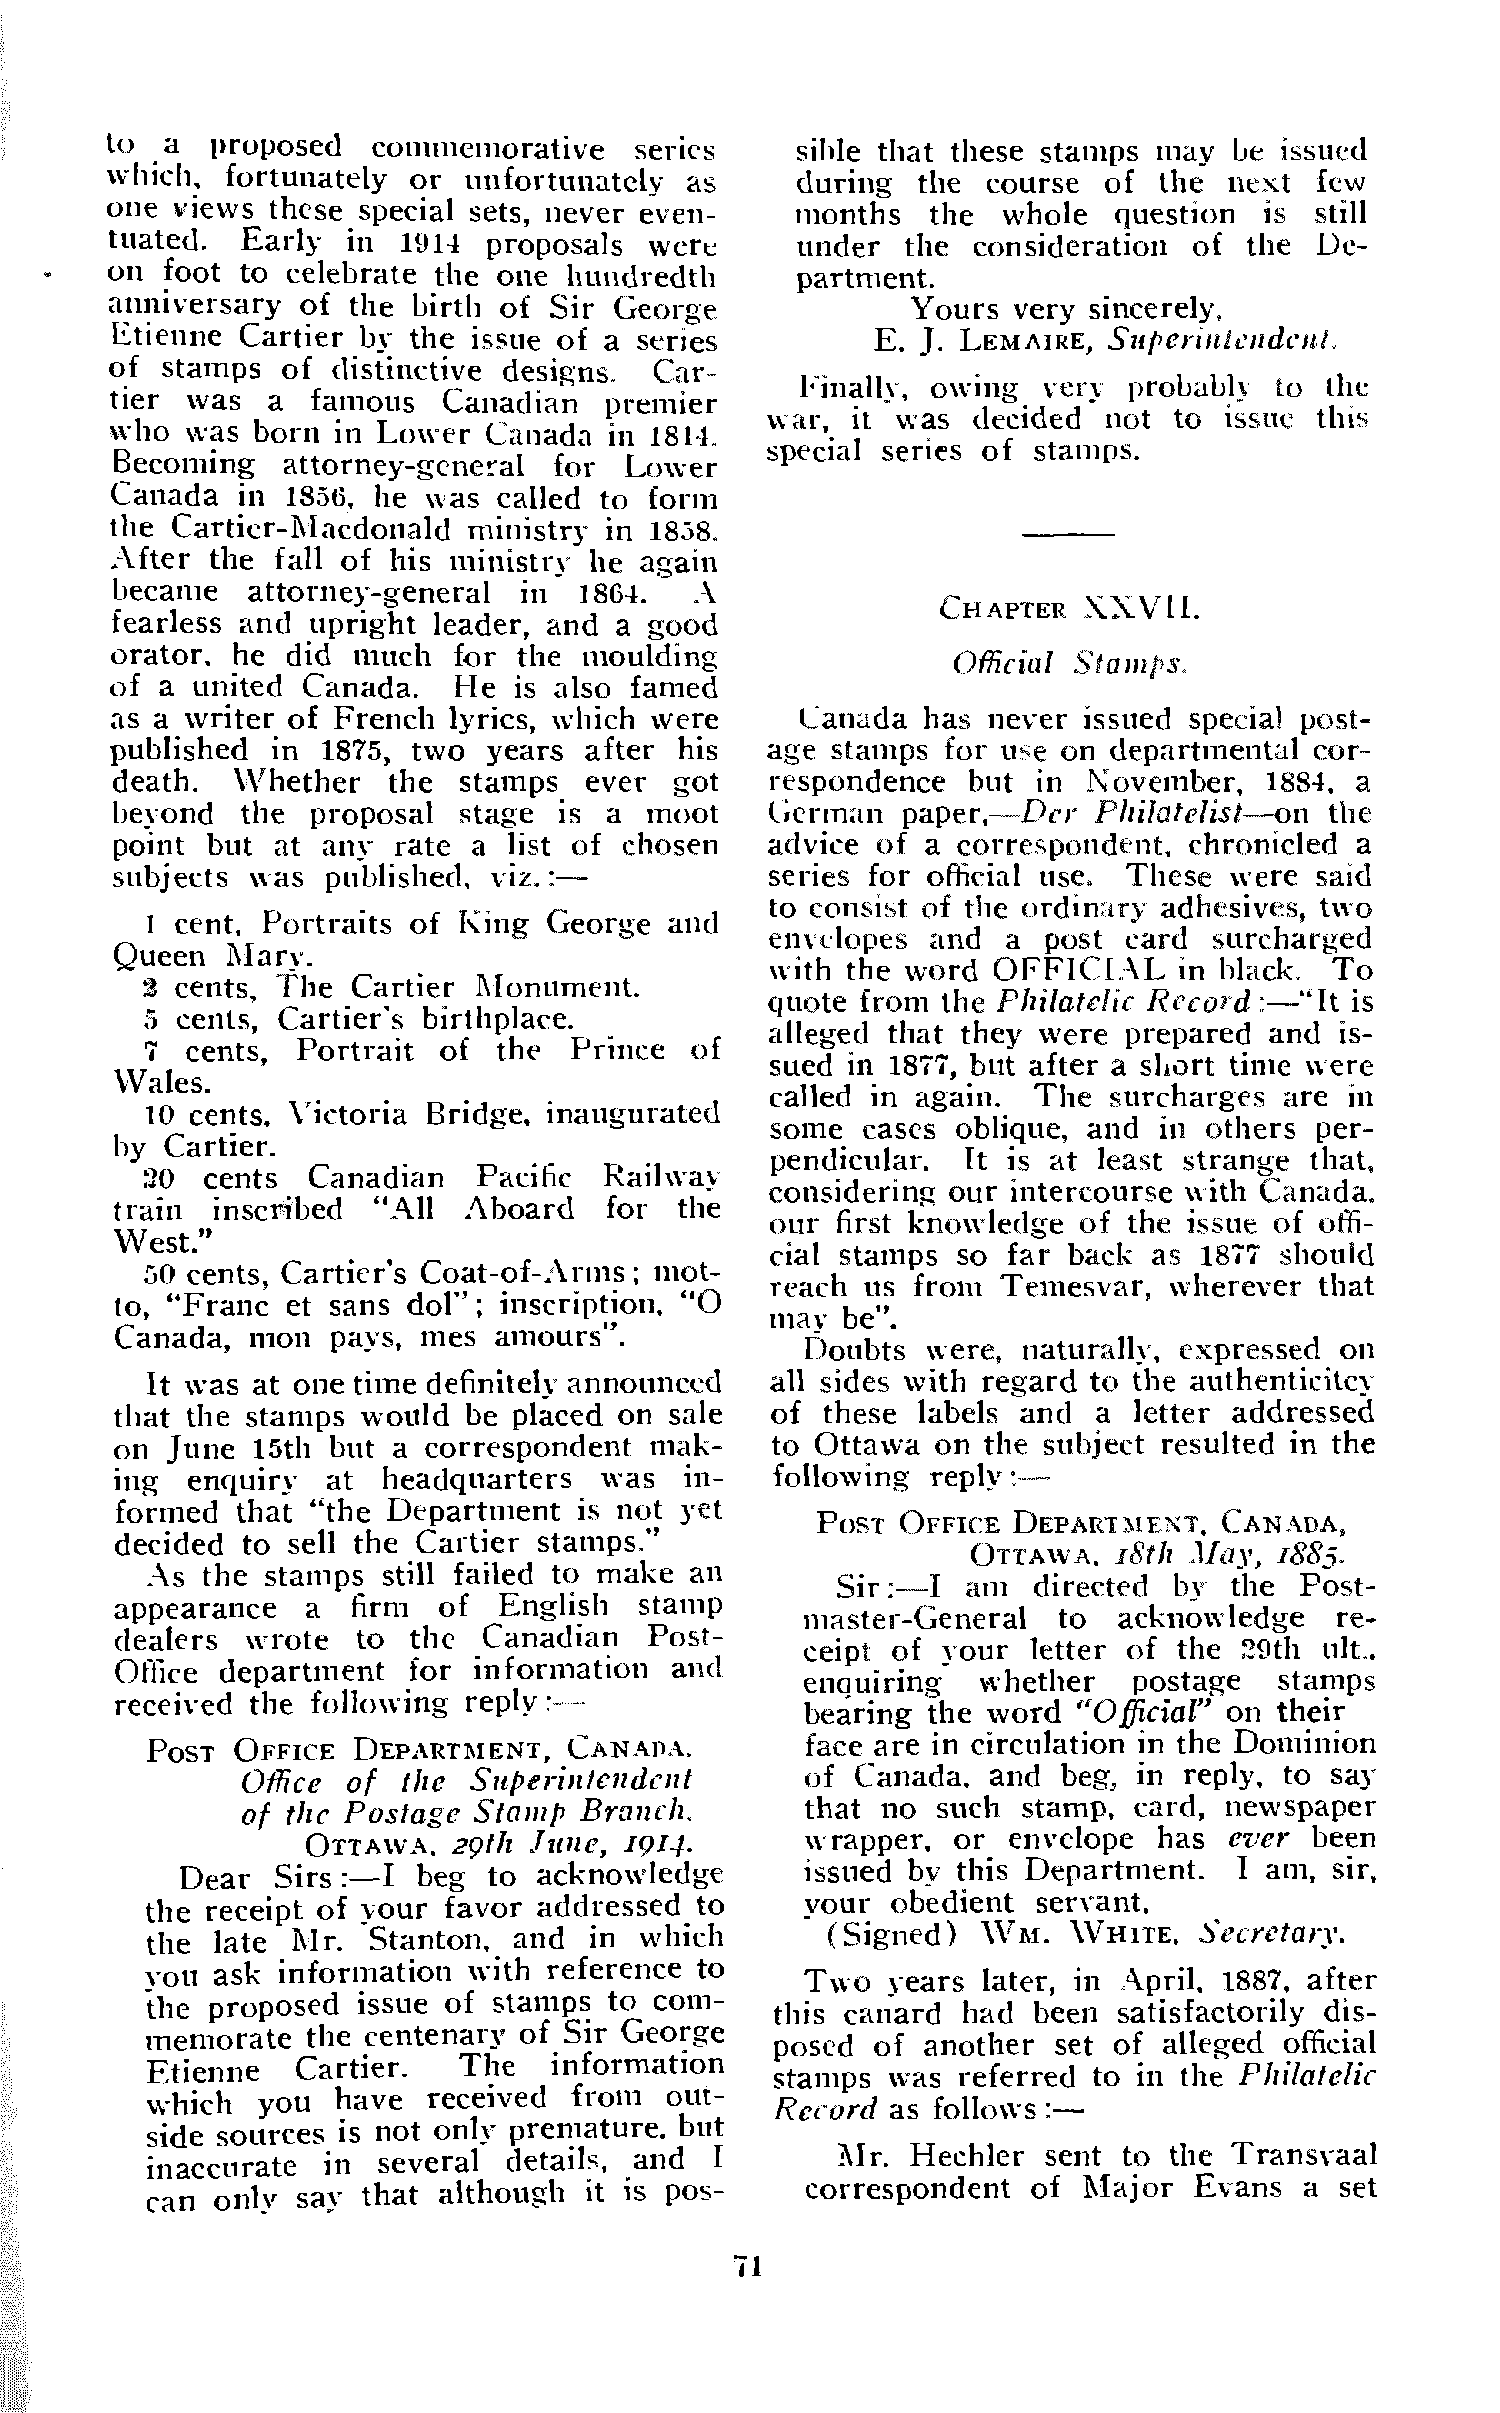 to a proposed commemorative series
which, fortunately or unfortunately as
one views these special sets, never even-
tuated. Early in 1914 proposals were
on foot to celebrate the one hundredth
anniversary of the birth of Sir George
Etienne Cartier by the issue of a series
of stamps of distinctive designs. Car-
tier was a famous Canadian premier
who was born in Lower Canada in 1814.
Becoming attorney-general for Lower
Canada in 1856, he was called to form
the Cartier-Macdonald ministry in 1858.
After the fall of his ministry he again
became attorney-general in 1864. A
fearless and upright leader, and a good
orator, he did much for the moulding
of a united Canada. He is also famed
as a writer of French lyrics, which were
published in 1875, two years after his
death. Whether the stamps ever got
beyond the proposal stage is a moot
point but at any rate a list of chosen
subjects was published, viz.:—
1 cent, Portraits of King George and
Queen Mary.
2 cents, The Cartier Monument.
5 cents, Cartier's birthplace.
7 cents, Portrait of the Prince of
Wales.
10 cents, Victoria Bridge, inaugurated
by Cartier.
20 cents Canadian Pacific Railway
train inscribed "All Aboard for the
West."
50 cents, Cartier's Coat-of-Arms; mot-
to, "Franc et sans dol"; inscription, "O
Canada, mon pays, mes amours".
It was at one time definitely announced
that the stamps would be placed on sale
on June 15th but a correspondent mak-
ing enquiry at headquarters was in-
formed that "the Department is not yet
decided to sell the Cartier stamps."
As the stamps still failed to make an
appearance a firm of English stamp
dealers wrote to the Canadian Post-
Office department for information and
received the following reply:—
POST OFFICE DEPARTMENT, CANADA.
Office of the Superintendent
of the Postage Stamp Branch.
OTTAWA, 29th June, 1914.
Dear Sirs:—I beg to acknowledge
the receipt of your favor addressed to
the late Mr. Stanton, and in which
you ask information with reference to
the proposed issue of stamps to com-
memorate the centenary of Sir George
Etienne Cartier. The information
which you have received from out-
side sources is not only premature, but
inaccurate in several details, and I
can only say that although it is pos-
sible that these stamps may be issued
during the course of the next few
months the whole question is still
under the consideration of the De-
partment.
Yours very sincerely,
E. J. LEMAIRE, Superintendent.
Finally, owing very probably to the
war, it was decided not to issue this
special series of stamps.
CHAPTER XXVII.
Official Stamps.
Canada has never issued special post-
age stamps for use on departmental cor-
respondence but in November, 1884, a
German paper,—Der Philatelist—on the
advice of a correspondent, chronicled a
series for official use. These were said
to consist of the ordinary adhesives, two
envelopes and a post card surcharged
with the word OFFICIAL in black. To
quote from the Philatelic Record:—"It is
alleged that they were prepared and is-
sued in 1877, but after a short time were
called in again. The surcharges are in
some cases oblique, and in others per-
pendicular. It is at least strange that,
considering our intercourse with Canada,
our first knowledge of the issue of offi-
cial stamps so far back as 1877 should
reach us from Temesvar, wherever that
may be".
Doubts were, naturally, expressed on
all sides with regard to the authenticitcy
of these labels and a letter addressed
to Ottawa on the subject resulted in the
following reply:—
POST OFFICE DEPARTMENT, CANADA,
OTTAWA, 18th May, 1885.
Sir:—I am directed by the Post-
master-General to acknowledge re-
ceipt of your letter of the 29th ult.,
enquiring whether postage stamps
bearing the word "Official" on their
face are in circulation in the Dominion
of Canada, and beg, in reply, to say
that no such stamp, card, newspaper
wrapper, or envelope has ever been
issued by this Department. I am, sir,
your obedient servant,
(Signed) WM. WHITE, Secretary.
Two years later, in April, 1887, after
this canard had been satisfactorily dis-
posed of another set of alleged official
stamps was referred to in the Philatelic
Record as follows:—
Mr. Hechler sent to the Transvaal
correspondent of Major Evans a set
71